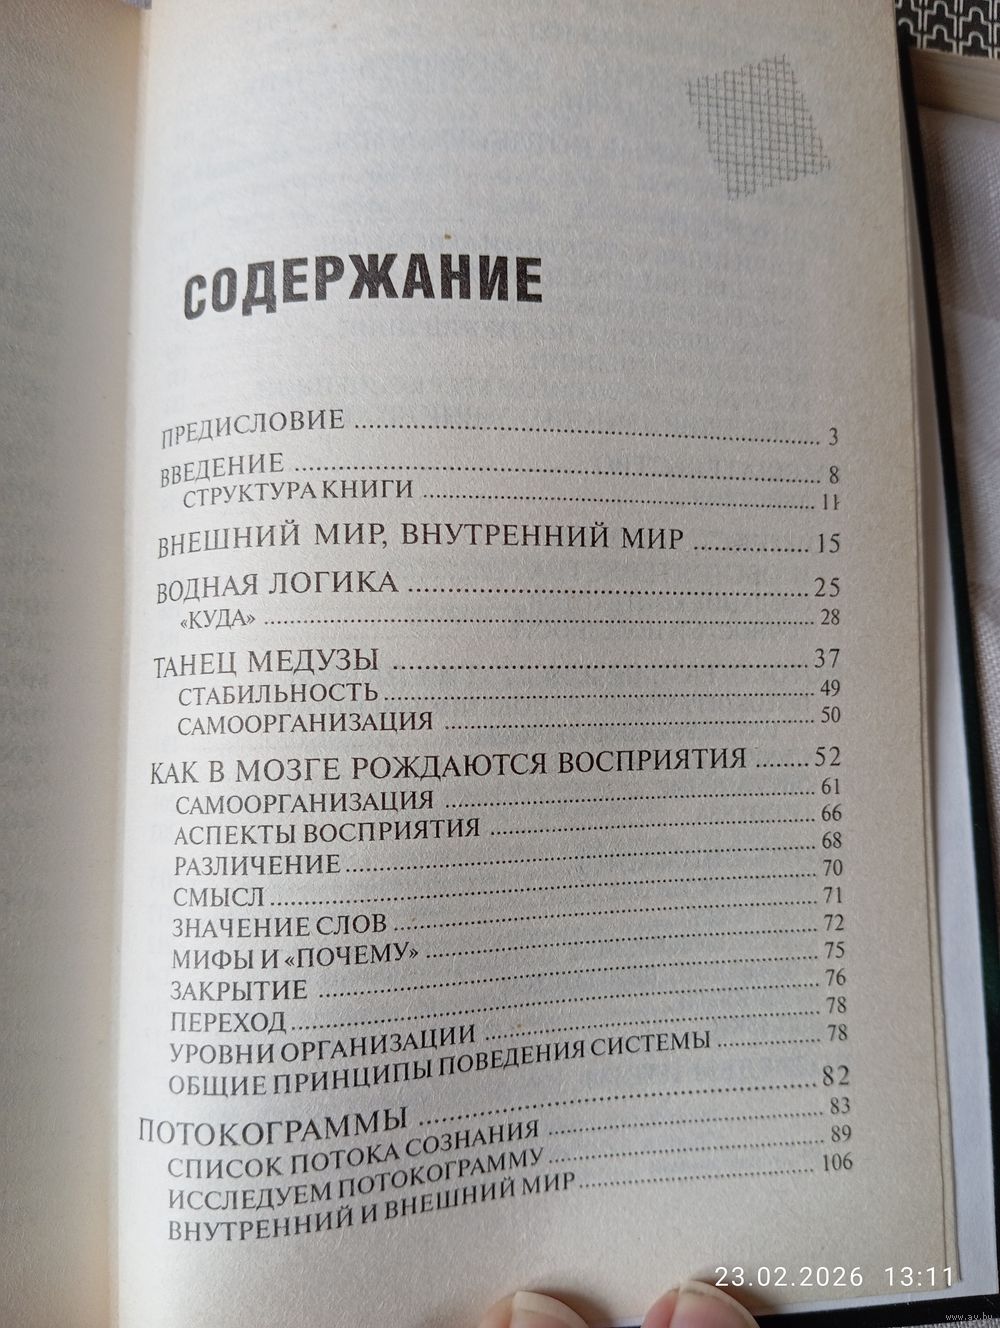 СОДЕРЖАНИЕ
ПРЕДИСЛОВИЕ ........ 3
ВВЕДЕНИЕ ........ 8
СТРУКТУРА КНИГИ ........ 11
ВНЕШНИЙ МИР, ВНУТРЕННИЙ МИР ........ 15
ВОДНАЯ ЛОГИКА ........ 25
«КУДА» ........ 28
ТАНЕЦ МЕДУЗЫ ........ 37
СТАБИЛЬНОСТЬ ........ 49
САМООРГАНИЗАЦИЯ ........ 50
КАК В МОЗГЕ РОЖДАЮТСЯ ВОСПРИЯТИЯ ........ 52
САМООРГАНИЗАЦИЯ ........ 61
АСПЕКТЫ ВОСПРИЯТИЯ ........ 66
РАЗЛИЧЕНИЕ ........ 68
СМЫСЛ ........ 70
ЗНАЧЕНИЕ СЛОВ ........ 71
МИФЫ И «ПОЧЕМУ» ........ 72
ЗАКРЫТИЕ ........ 75
ПЕРЕХОД ........ 76
УРОВНИ ОРГАНИЗАЦИИ ........ 78
ОБЩИЕ ПРИНЦИПЫ ПОВЕДЕНИЯ СИСТЕМЫ ........ 78
ПОТОКОГРАММЫ ........ 82
СПИСОК ПОТОКА СОЗНАНИЯ ........ 83
ИССЛЕДУЕМ ПОТОКОГРАММУ ........ 89
ВНУТРЕННИЙ И ВНЕШНИЙ МИР ........ 106
23.02.2026 13:11
www.ay.by